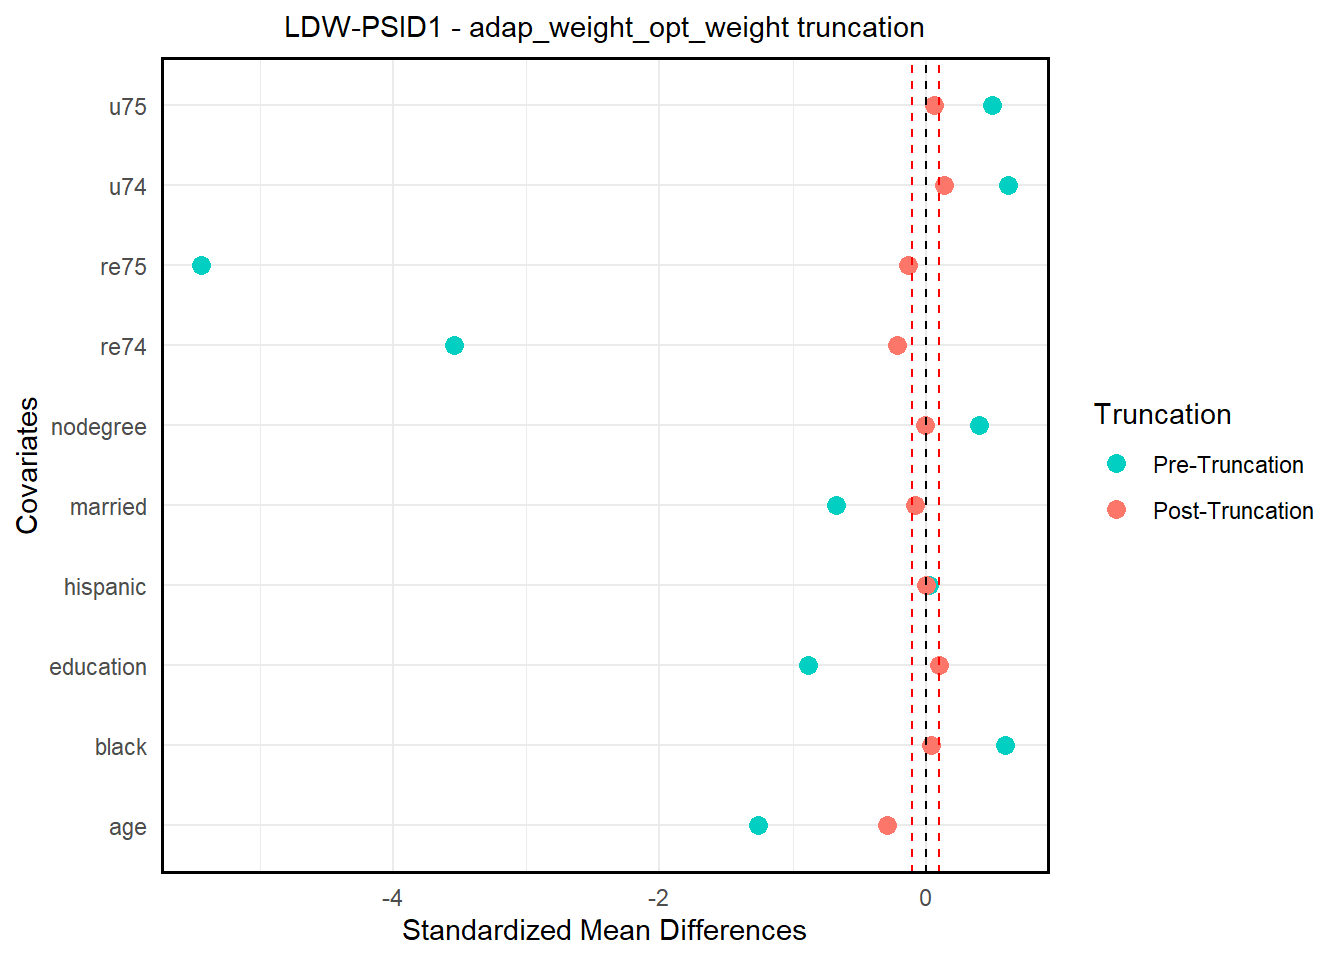 LDW-PSID1 - adap_weight_opt_weight truncation
u75
u74
re75
re74
nodegree
married
hispanic
education
black
age
Covariates
-4
-2
0
Standardized Mean Differences
Truncation
Pre-Truncation
Post-Truncation